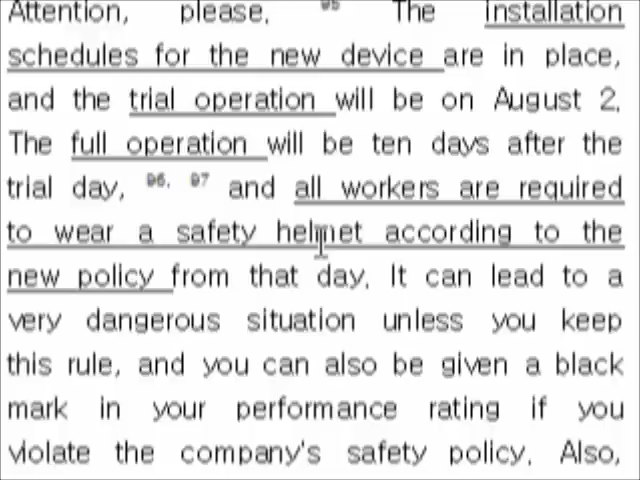 Attention, please. 95 The installation
schedules for the new device are in place,
and the trial operation will be on August 2.
The full operation will be ten days after the
trial day, 96, 97 and all workers are required
to wear a safety helmet according to the
new policy from that day. It can lead to a
very dangerous situation unless you keep
this rule, and you can also be given a black
mark in your performance rating if you
violate the company's safety policy. Also,